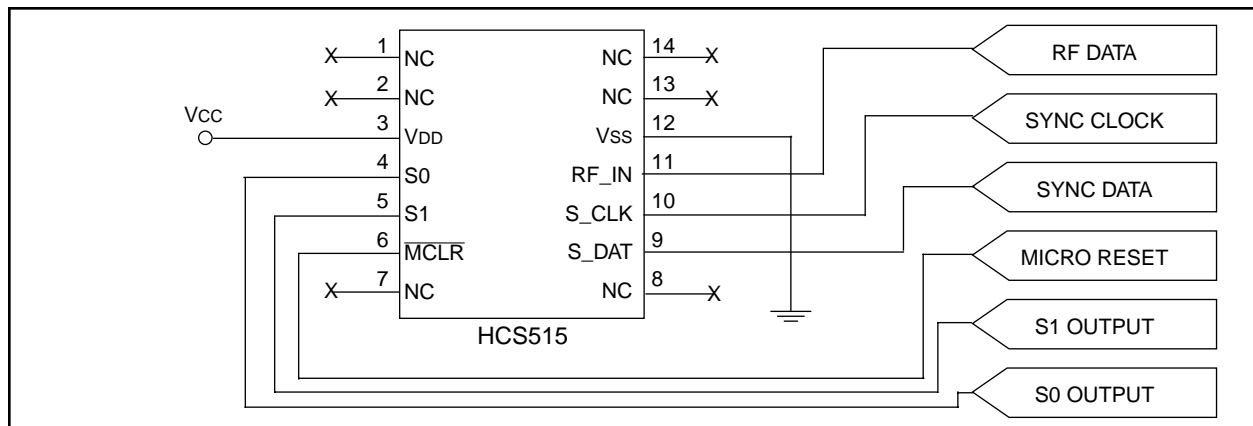 1 NC
2 NC
VCC
3 VDD
4 S0
5 S1
6 MCLR
7 NC
14 NC
13 NC
12 VSS
11 RF_IN
10 S_CLK
9 S_DAT
8 NC
HCS515
RF DATA
SYNC CLOCK
SYNC DATA
MICRO RESET
S1 OUTPUT
S0 OUTPUT